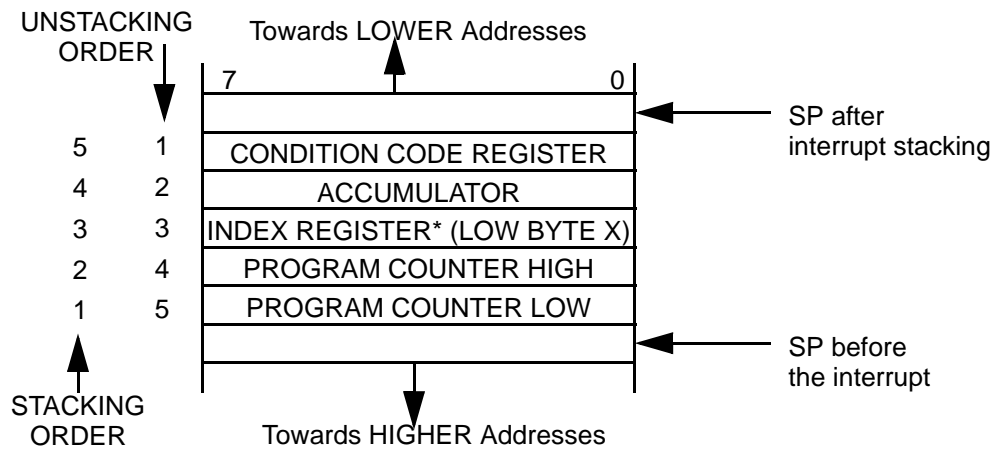 UNSTACKING
ORDER
Towards LOWER Addresses
7 0
SP after
interrupt stacking
5 1 CONDITION CODE REGISTER
4 2 ACCUMULATOR
3 3 INDEX REGISTER* (LOW BYTE X)
2 4 PROGRAM COUNTER HIGH
1 5 PROGRAM COUNTER LOW
SP before
the interrupt
STACKING
ORDER
Towards HIGHER Addresses